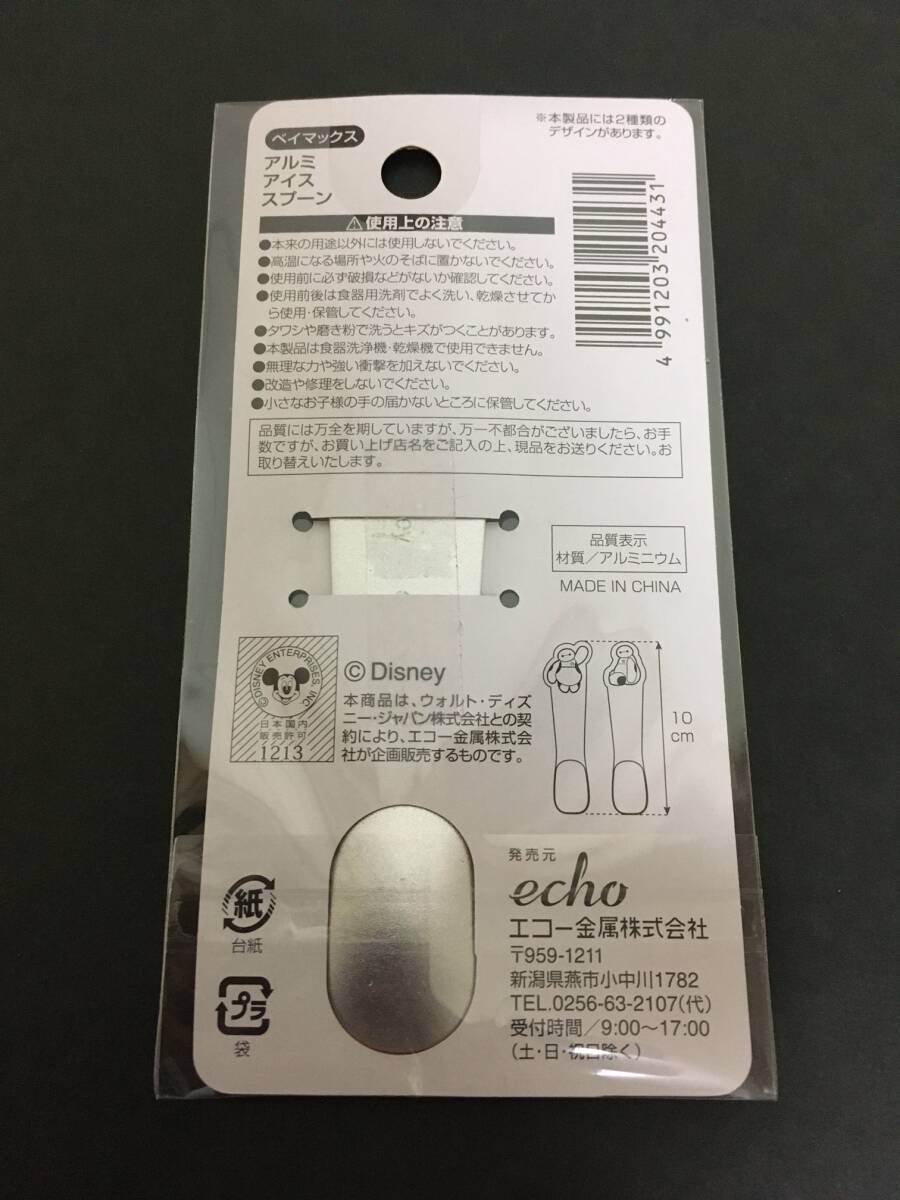 ベイマックス
アルミ
アイス
スプーン
※本製品には2種類の
デザインがあります。
4 991203 204431
⚠使用上の注意
●本来の用途以外には使用しないでください。
●高温になる場所や火のそばに置かないでください。
●使用前に必ず破損などがないか確認してください。
●使用前後は食器用洗剤でよく洗い、乾燥させてか
ら使用・保管してください。
●タワシや磨き粉で洗うとキズがつくことがあります。
●本製品は食器洗浄機・乾燥機で使用できません。
●無理な力や強い衝撃を加えないでください。
●改造や修理をしないでください。
●小さなお子様の手の届かないところに保管してください。
品質には万全を期していますが、万一不都合がございましたら、お手
数ですが、お買い上げ店名をご記入の上、現品をお送りください。お
取り替えいたします。
品質表示
材質/アルミニウム
MADE IN CHINA
©DISNEY ENTERPRISES, INC
日本国内
販売許可
1213
©Disney
本商品は、ウォルト・ディズ
ニー・ジャパン株式会社との契
約により、エコー金属株式会
社が企画販売するものです。
10
cm
紙
台紙
プラ
袋
発売元
echo
エコー金属株式会社
〒959-1211
新潟県燕市小中川1782
TEL.0256-63-2107(代)
受付時間/9:00〜17:00
(土・日・祝日除く)